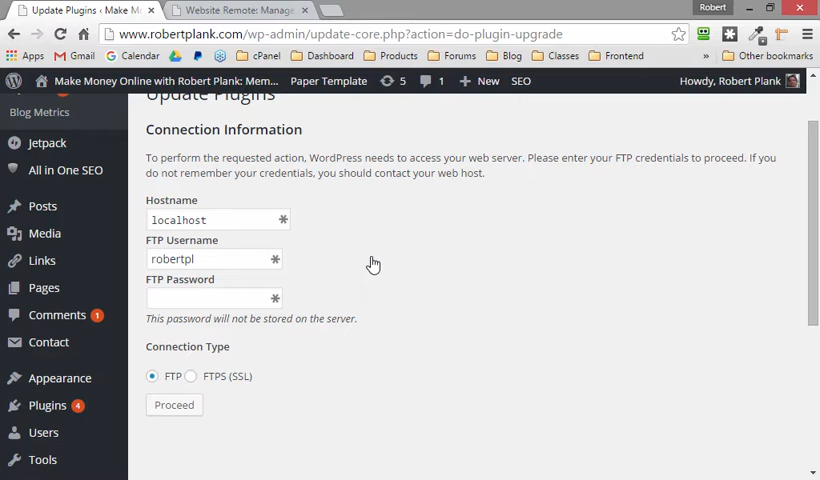 Update Plugins ‹ Make M
Website Remote: Manage
Robert
www.robertplank.com/wp-admin/update-core.php?action=do-plugin-upgrade
Apps Gmail Calendar cPanel Dashboard Products Forums Blog Classes Frontend » Other bookmarks
Make Money Online with Robert Plank: Mem... Paper Template 5 1 New SEO Howdy, Robert Plank
Update Plugins
Blog Metrics
Jetpack
All in One SEO
Posts
Media
Links
Pages
Comments 1
Contact
Appearance
Plugins 4
Users
Tools
Connection Information
To perform the requested action, WordPress needs to access your web server. Please enter your FTP credentials to proceed. If you
do not remember your credentials, you should contact your web host.
Hostname
localhost
FTP Username
robertpl
FTP Password
This password will not be stored on the server.
Connection Type
FTP FTPS (SSL)
Proceed